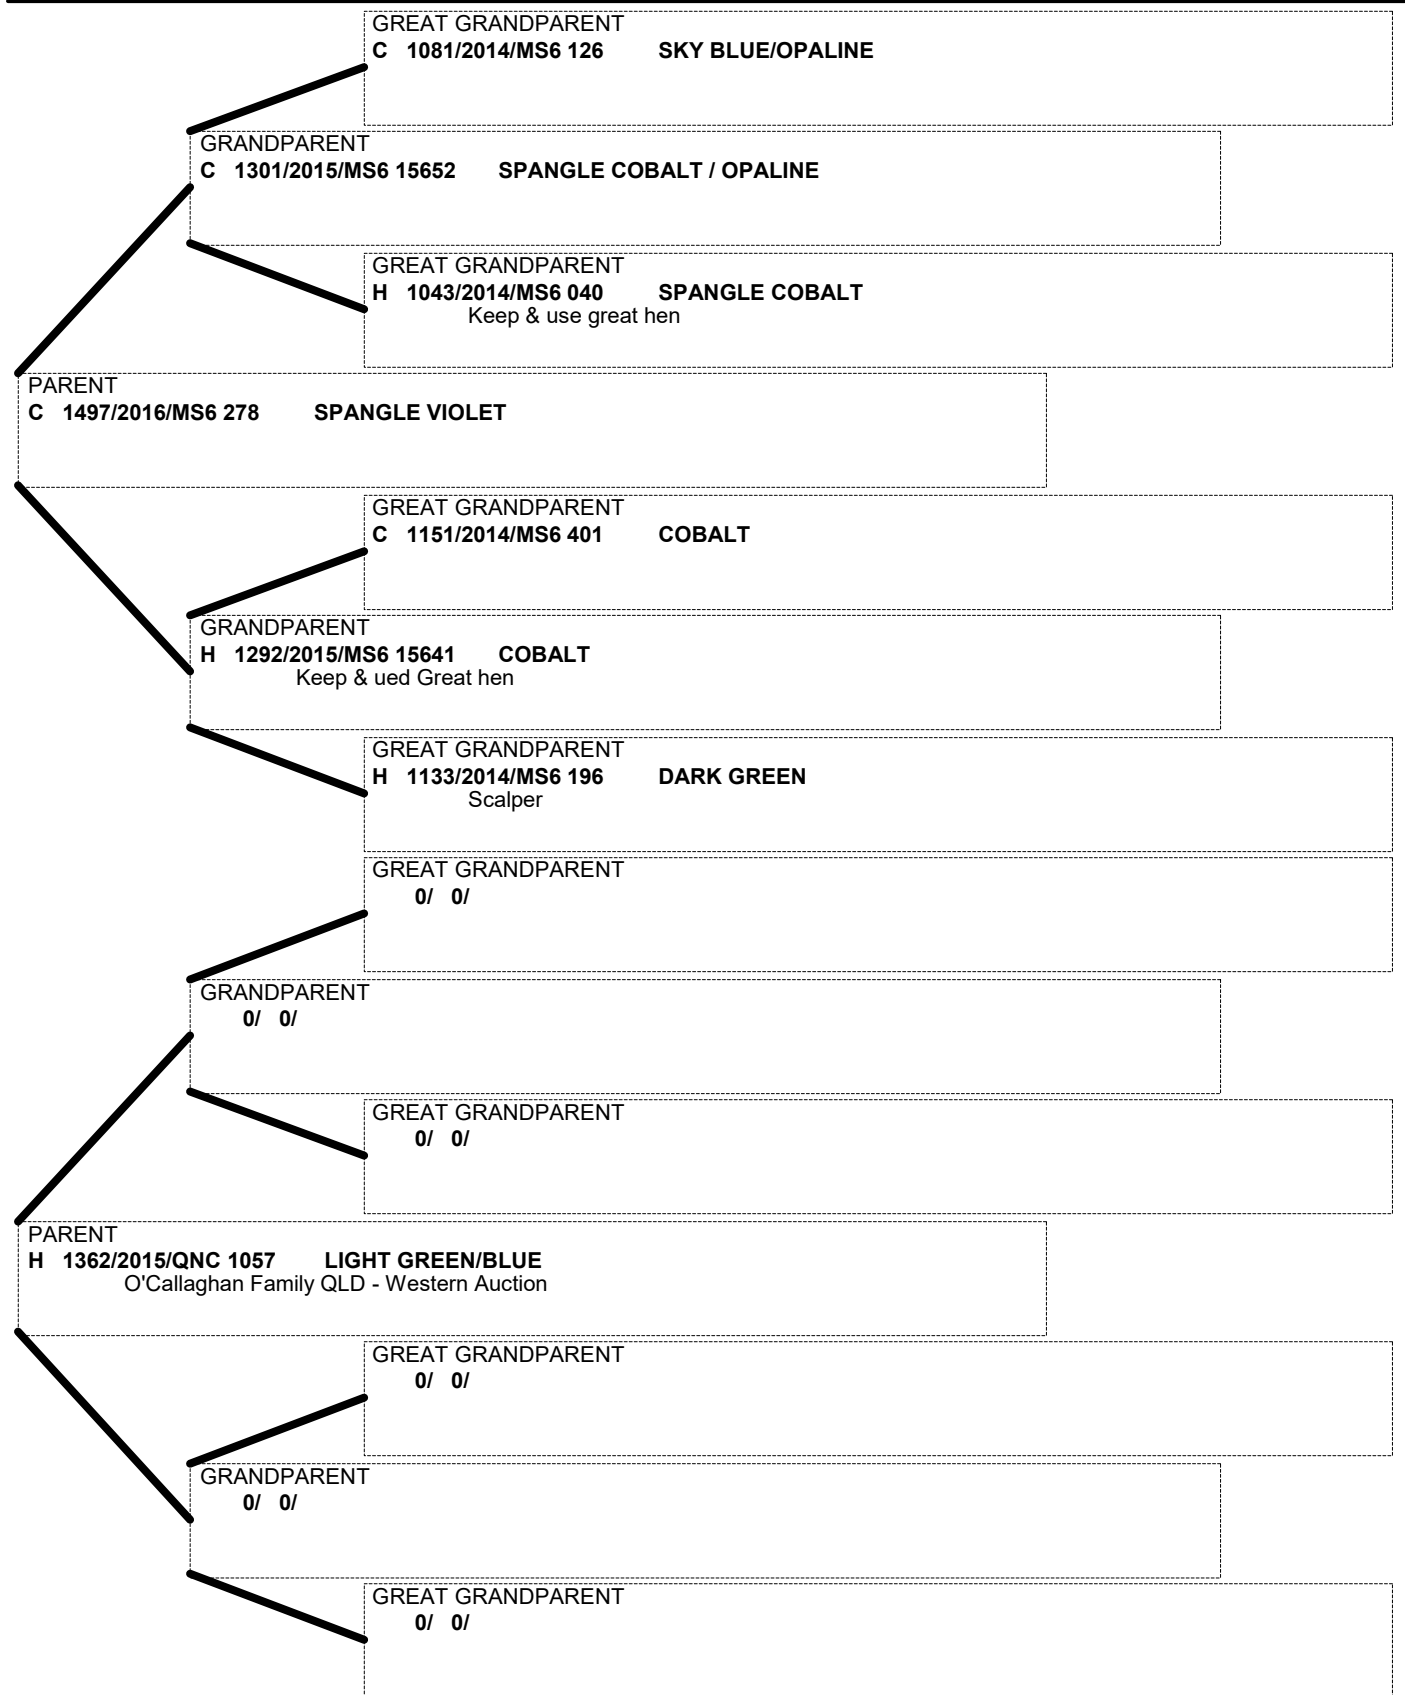 GREAT GRANDPARENT
C 1081/2014/MS6 126 SKY BLUE/OPALINE
GRANDPARENT
C 1301/2015/MS6 15652 SPANGLE COBALT / OPALINE
GREAT GRANDPARENT
H 1043/2014/MS6 040 SPANGLE COBALT
Keep & use great hen
PARENT
C 1497/2016/MS6 278 SPANGLE VIOLET
GREAT GRANDPARENT
C 1151/2014/MS6 401 COBALT
GRANDPARENT
H 1292/2015/MS6 15641 COBALT
Keep & ued Great hen
GREAT GRANDPARENT
H 1133/2014/MS6 196 DARK GREEN
Scalper
GREAT GRANDPARENT
0/ 0/
GRANDPARENT
0/ 0/
GREAT GRANDPARENT
0/ 0/
PARENT
H 1362/2015/QNC 1057 LIGHT GREEN/BLUE
O'Callaghan Family QLD - Western Auction
GREAT GRANDPARENT
0/ 0/
GRANDPARENT
0/ 0/
GREAT GRANDPARENT
0/ 0/